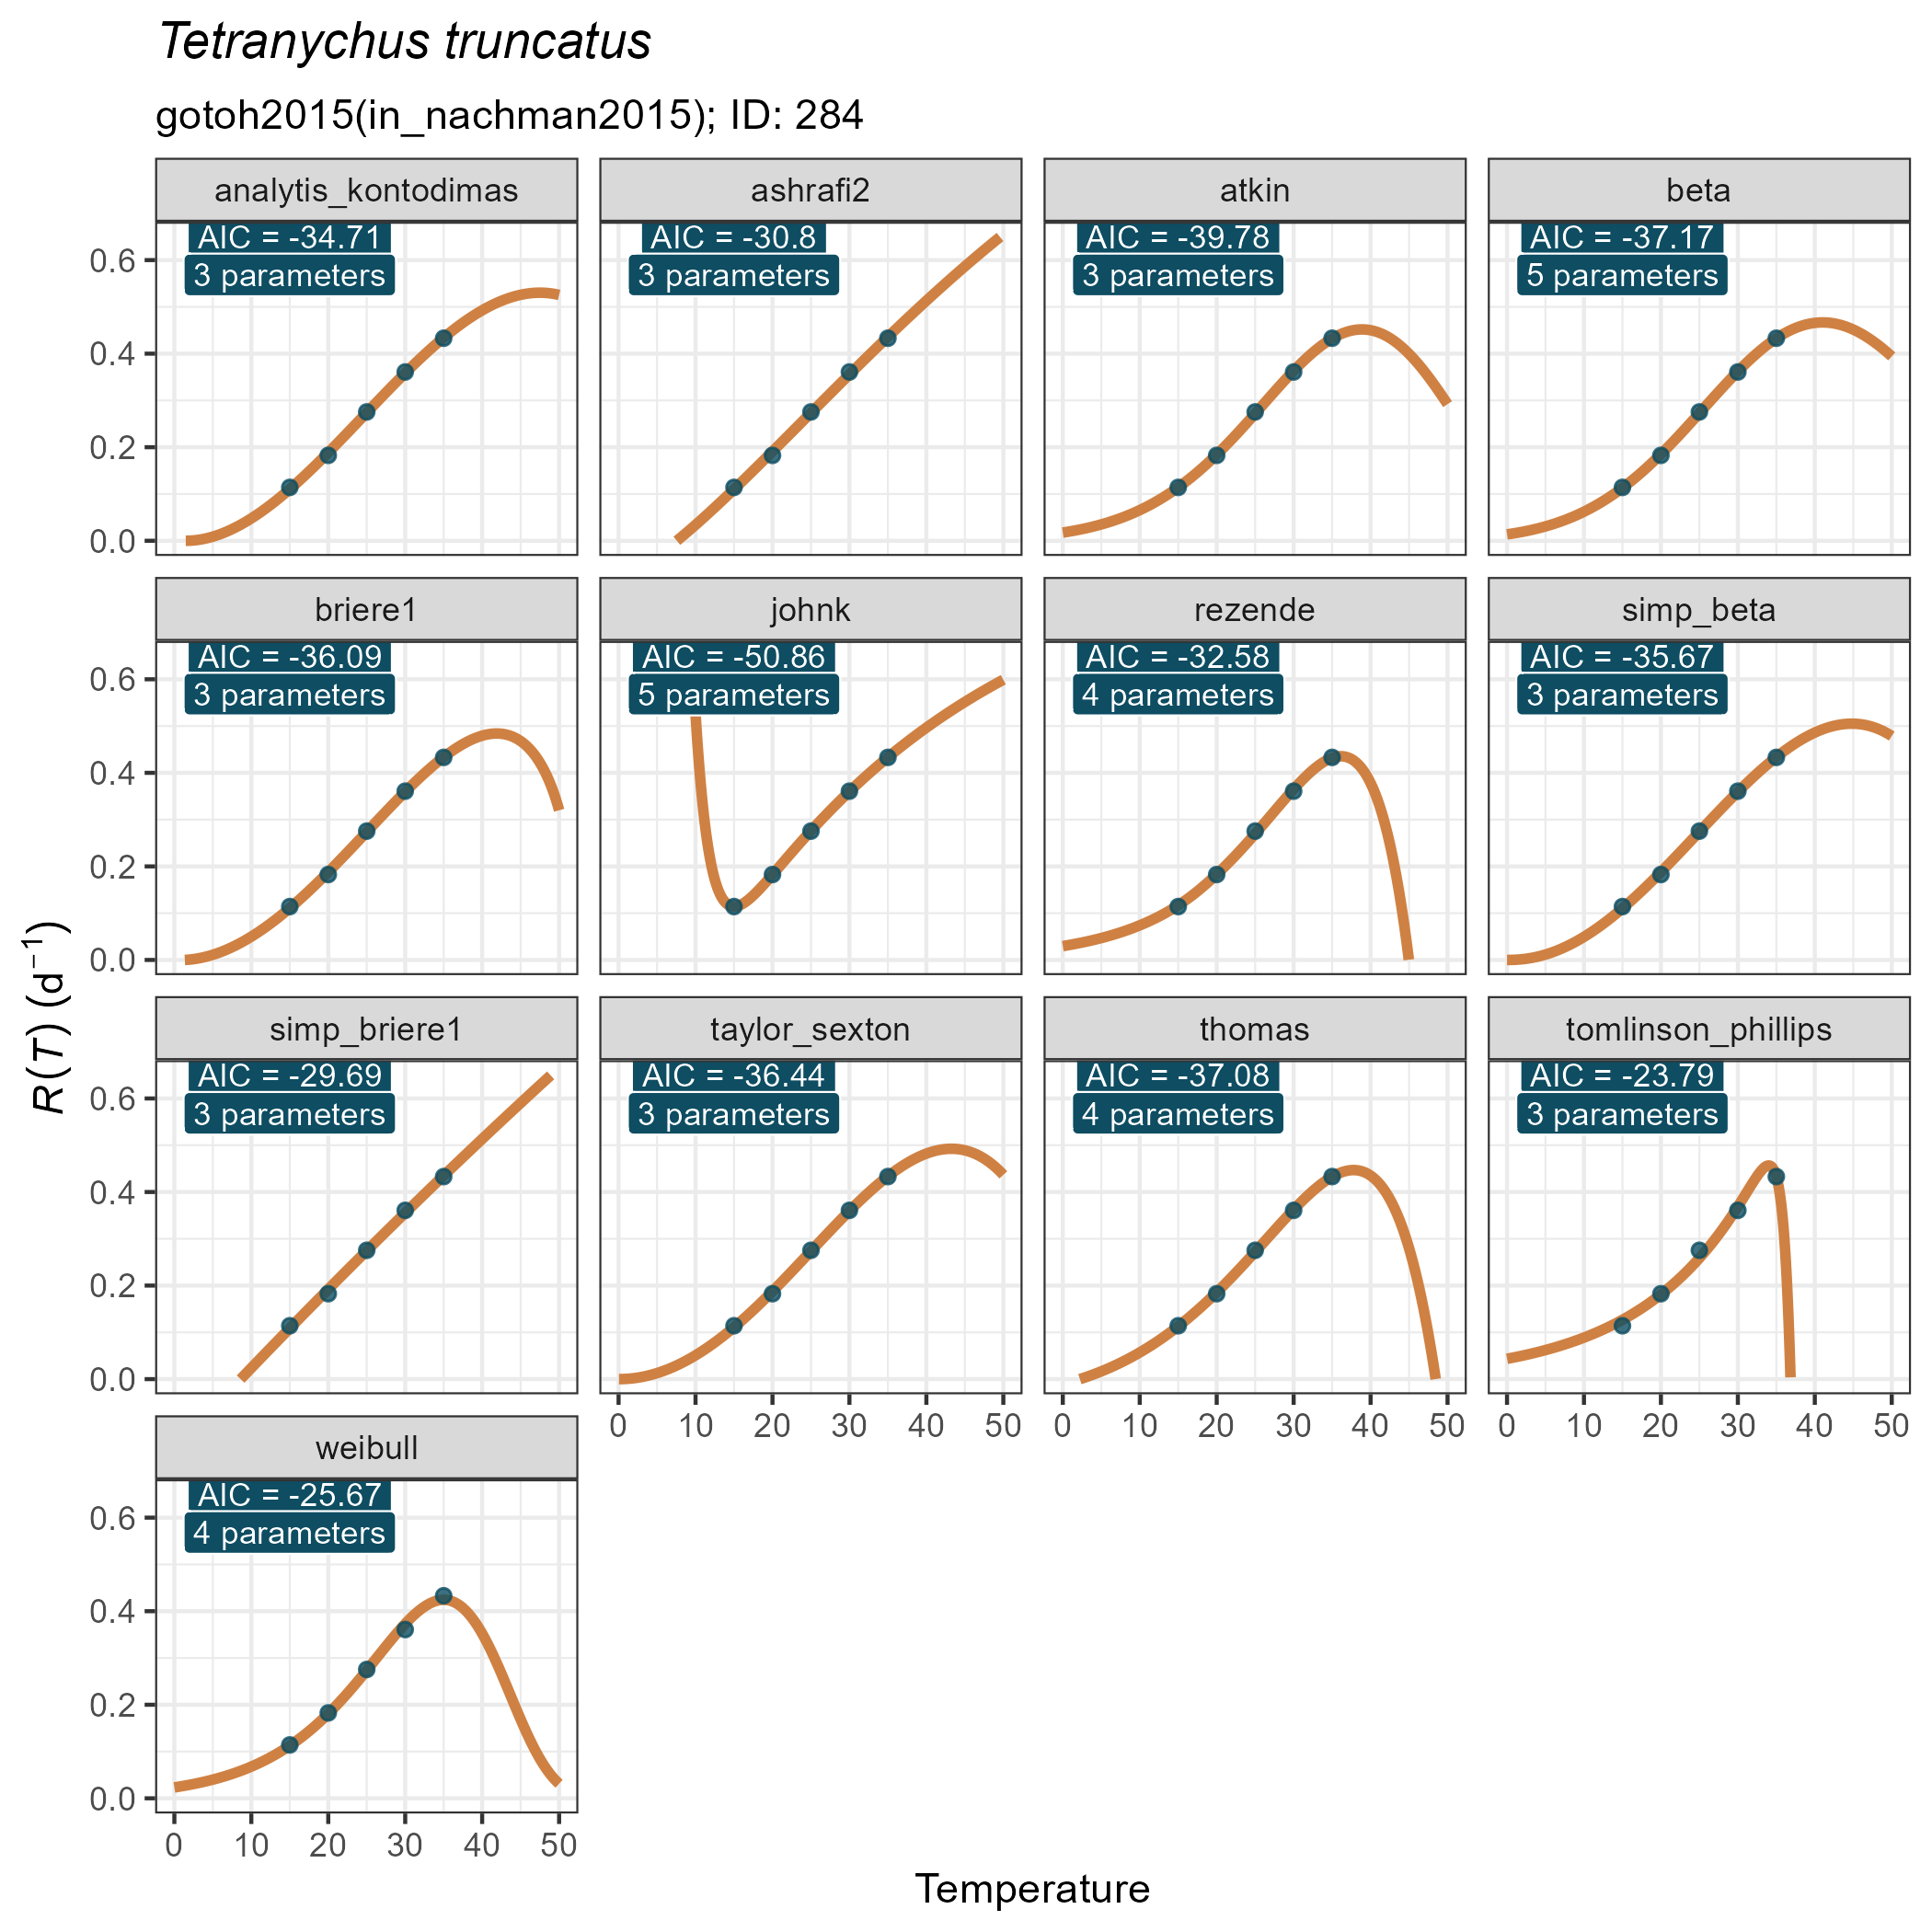 Tetranychus truncatus
gotoh2015(in_nachman2015); ID: 284
analytis_kontodimas
AIC = -34.71
3 parameters
ashrafi2
AIC = -30.8
3 parameters
atkin
AIC = -39.78
3 parameters
beta
AIC = -37.17
5 parameters
0.6
0.4
0.2
0.0
briere1
AIC = -36.09
3 parameters
johnk
AIC = -50.86
5 parameters
rezende
AIC = -32.58
4 parameters
simp_beta
AIC = -35.67
3 parameters
0.6
0.4
0.2
0.0
R(T) (d⁻¹)
simp_briere1
AIC = -29.69
3 parameters
taylor_sexton
AIC = -36.44
3 parameters
thomas
AIC = -37.08
4 parameters
tomlinson_phillips
AIC = -23.79
3 parameters
0.6
0.4
0.2
0.0
0 10 20 30 40 50
0 10 20 30 40 50
0 10 20 30 40 50
weibull
AIC = -25.67
4 parameters
0.6
0.4
0.2
0.0
0 10 20 30 40 50
Temperature